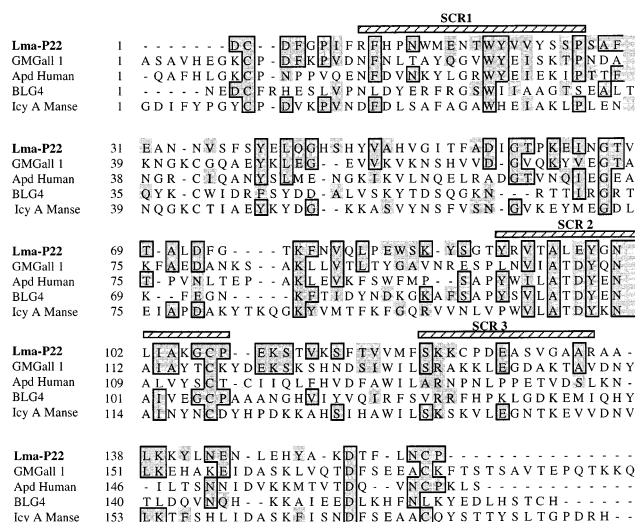 SCR1
Lma-P22 1 - - - - - - - D C - - D F G P I F R F H P N W M E N T W Y V V Y S S P S A F
GMGall 1 1 A S A V H E G K C P - D F K P V D N F N L T A Y Q G V W Y E I S K T P N D A
Apd Human 1 - Q A F H L G K C P - N P P V Q E N F D V N K Y L G R W Y E I E K I P T T F
BLG4 1 - - - - - N E D C F R H E S L V P N L D Y E R F R G S W I I A A G T S E A L T
Icy A Manse 1 - G D I F Y P G Y C P - D V K P V N D F D L S A F A G A W H E I A K L P L E N
Lma-P22 31 E A N - N V S F S Y E L Q G H S H Y V A H V G I T F A D I G T P K E I N G T V
GMGall 1 39 K N G K C G Q A E Y K L E G - - E V K V K N S H V V D - G V Q K Y V E G T A
Apd Human 38 N G R - C I Q A N Y S L M E - N G K I K V L N Q E L R A D G T V N Q I E G E A
BLG4 35 Q Y K - C W I D R F S Y D D - A L V S K Y T D S Q G K N - - R T T I R G R T
Icy A Manse 39 N Q G K C T I A E Y K Y D G - - K K A S V Y N S F V S N - G V K E Y M E G D L
SCR 2
Lma-P22 69 T - A L D F G - - - - T K F N V Q L P E W S K - Y S G T Y R V T A L E Y G N
GMGall 1 75 K F A E D A N K S - A K L L V T L T Y G A V N R E S P L N V I A T D Y Q N
Apd Human 75 T - P V N L T E P - A K L E V K F S W F M P - - S A P Y W I L A T D Y E N
BLG4 69 K - - F E G N - - - - K F T I D Y N D K G K A F S A P Y S V L A T D Y E N
Icy A Manse 75 E I A P D A K Y T K Q G K Y V M T F K F G Q R V V N L V P W V L A T D Y K N
SCR 3
Lma-P22 102 L I A K G C P - - E K S T V K S F T V V M F S K K C P D E A S V G A A R A A -
GMGall 1 112 A I A Y T C K Y D E K S K S H N D S I W I L S R A K K L E G D A K T A V D N Y
Apd Human 109 A L V Y S C T - C I I Q L F H V D F A W I L A R N P N L P P E T V D S L K N -
BLG4 101 A I V E G C P A A A N G H V I Y V Q I R F S V R R F H P K L G D K E M I Q H Y
Icy A Manse 114 A I N Y N C D Y H P D K K A H S I H A W I L S K S K V L E G N T K E V V D N V
Lma-P22 138 L K K Y L N E N - L E H Y A - K D T F - L N C P
GMGall 1 151 L K E H A K E I D A S K L V Q T D F S E E A C K F T S T S A V T E P Q T K K Q
Apd Human 146 - I L T S N N I D V K K M T V T D Q - - V N C P K L S - - - - - - - - - - - -
BLG4 140 T L D Q V N Q H - - K K A I E E D L K H F N L K Y E D L H S T C H - - - - - -
Icy A Manse 153 L K T F S H L I D A S K F I S N D F S E A A C Q Y S T T Y S L T G P D R H -